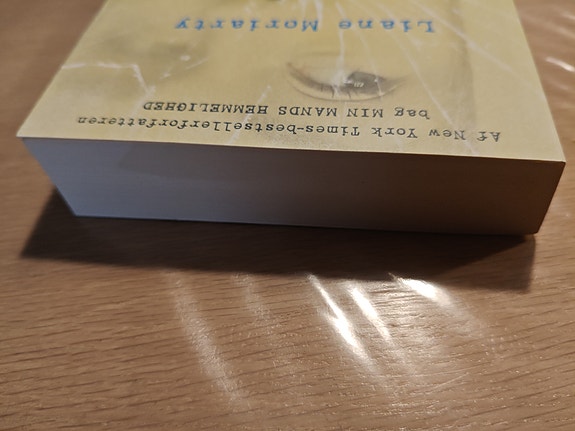 Af New York Times-bestsellerforfatteren
bag MIN MANDS HEMMELIGHED
Liane Moriarty